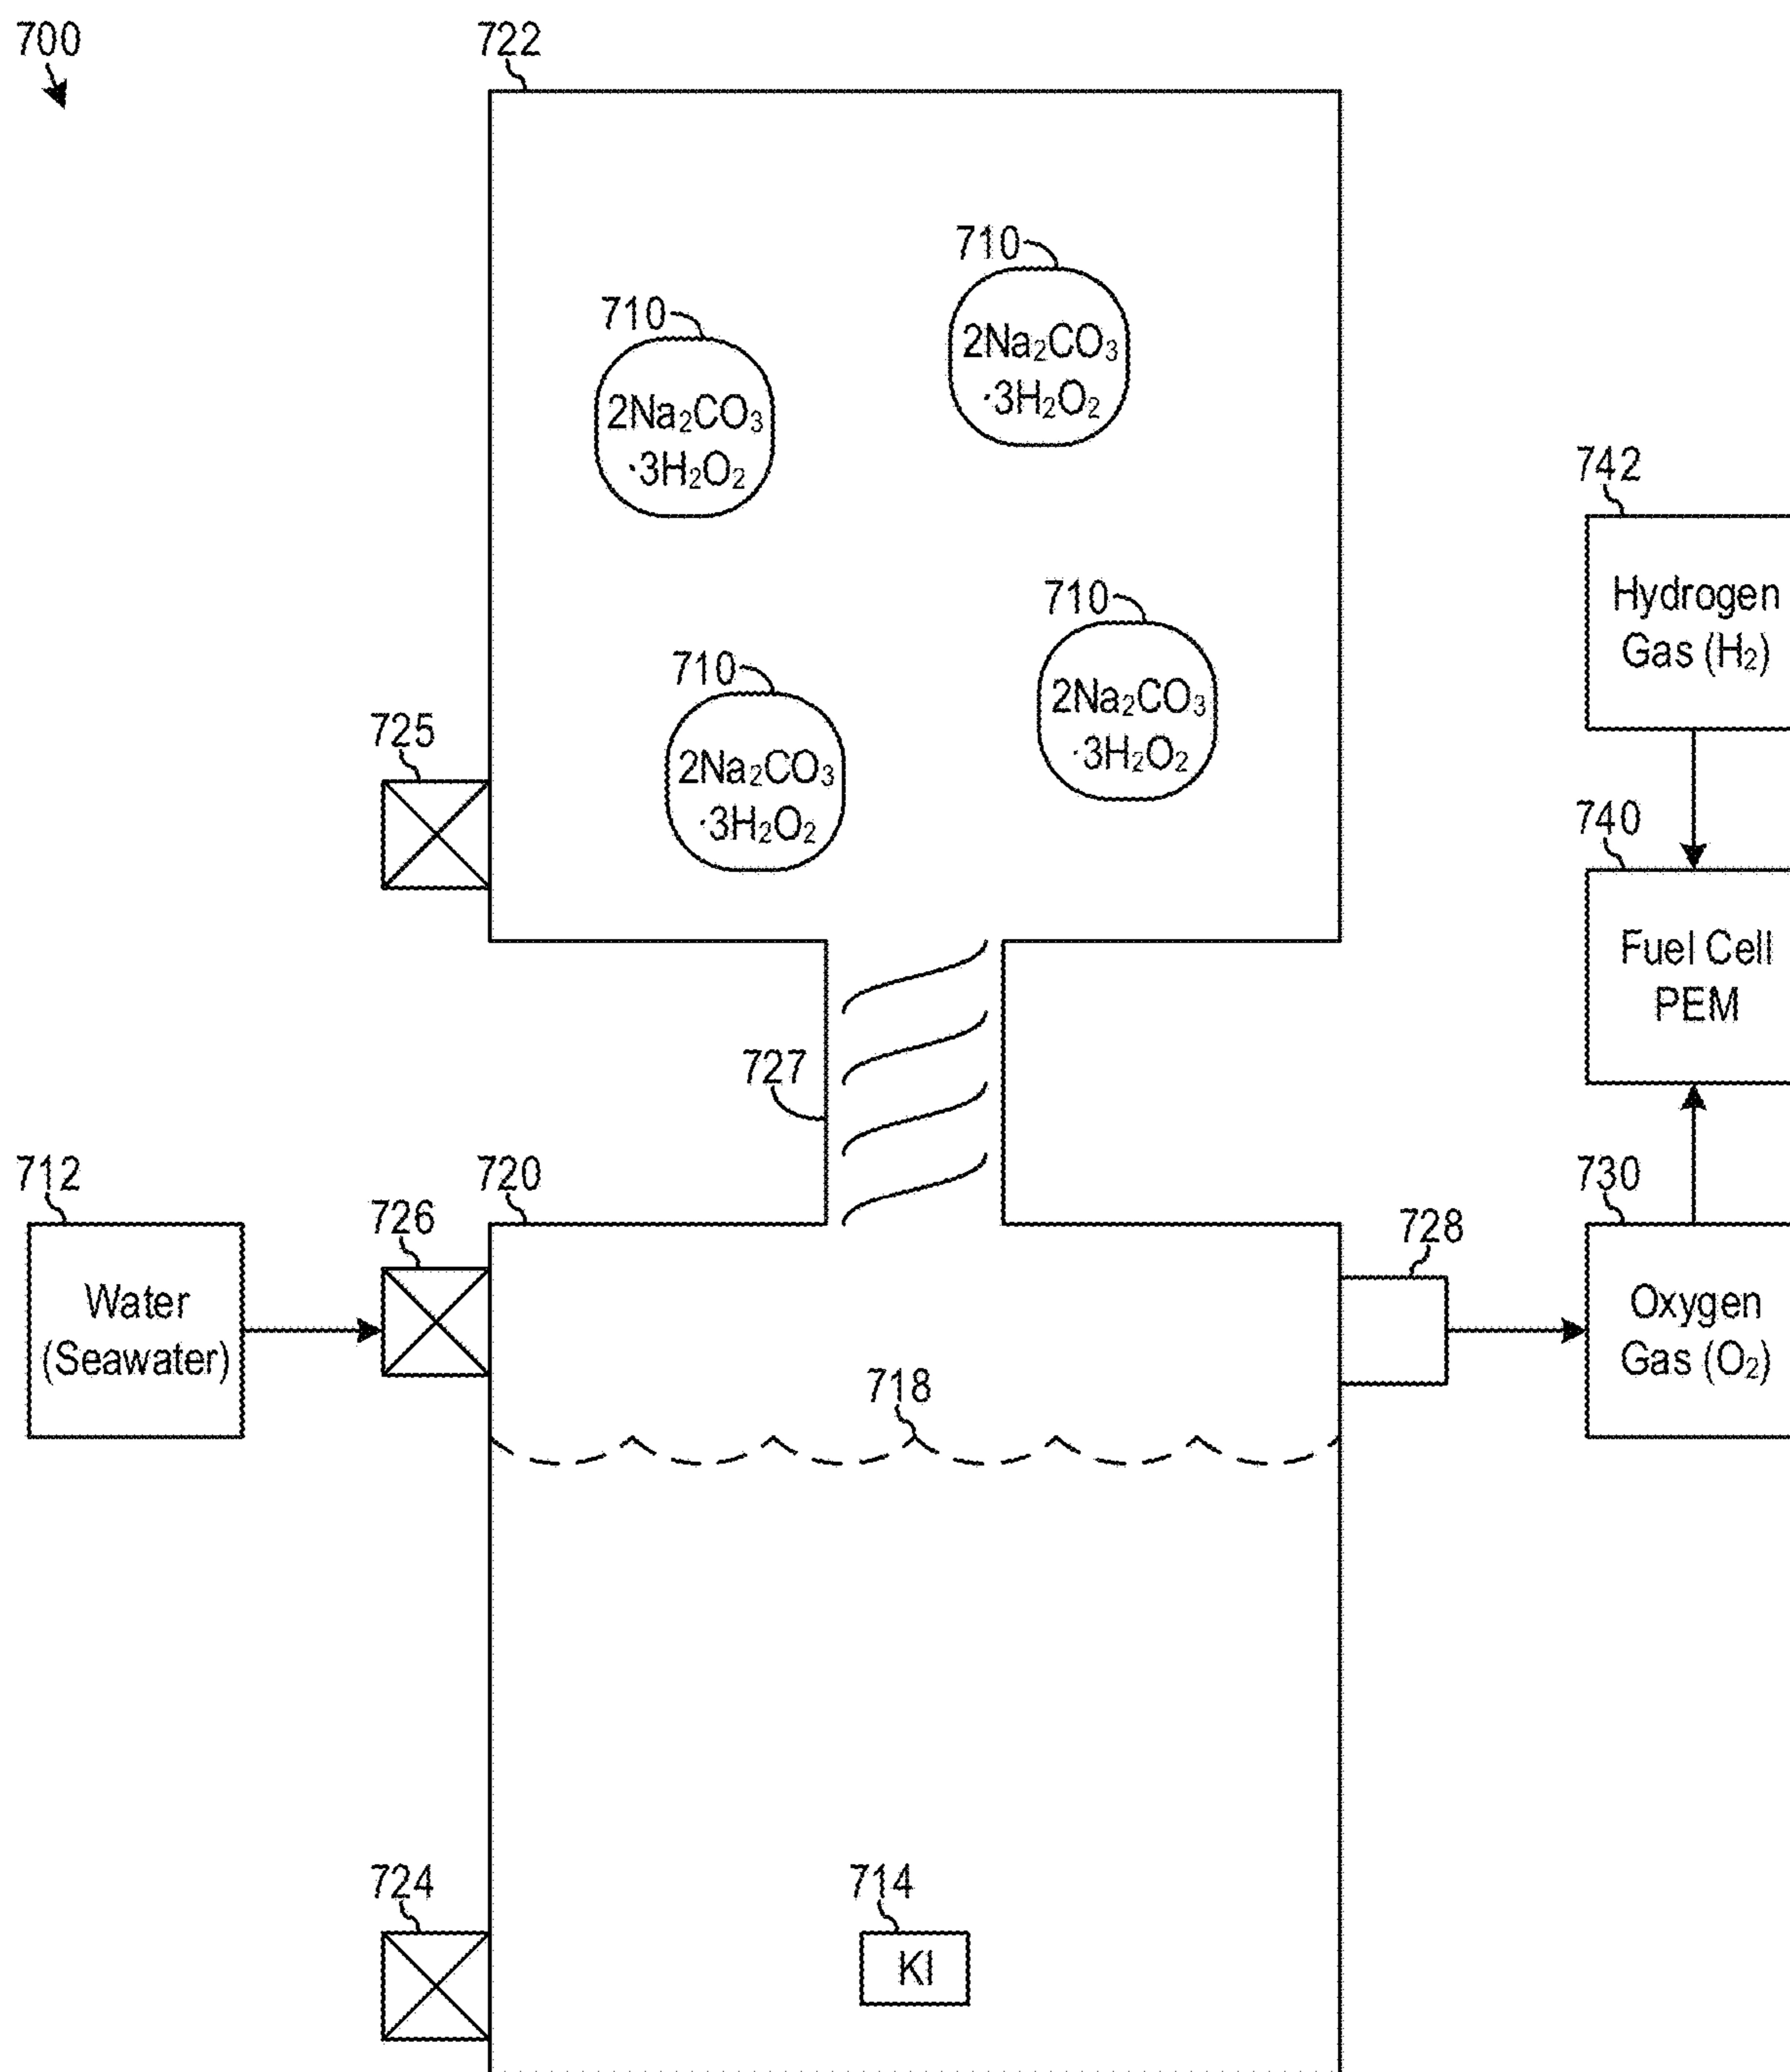 700
722
710
2Na₂CO₃
·3H₂O₂
710
2Na₂CO₃
·3H₂O₂
742
Hydrogen
Gas (H₂)
710
2Na₂CO₃
·3H₂O₂
710
2Na₂CO₃
·3H₂O₂
725
740
Fuel Cell
PEM
727
712
Water
(Seawater)
726
720
728
730
Oxygen
Gas (O₂)
718
724
714
KI